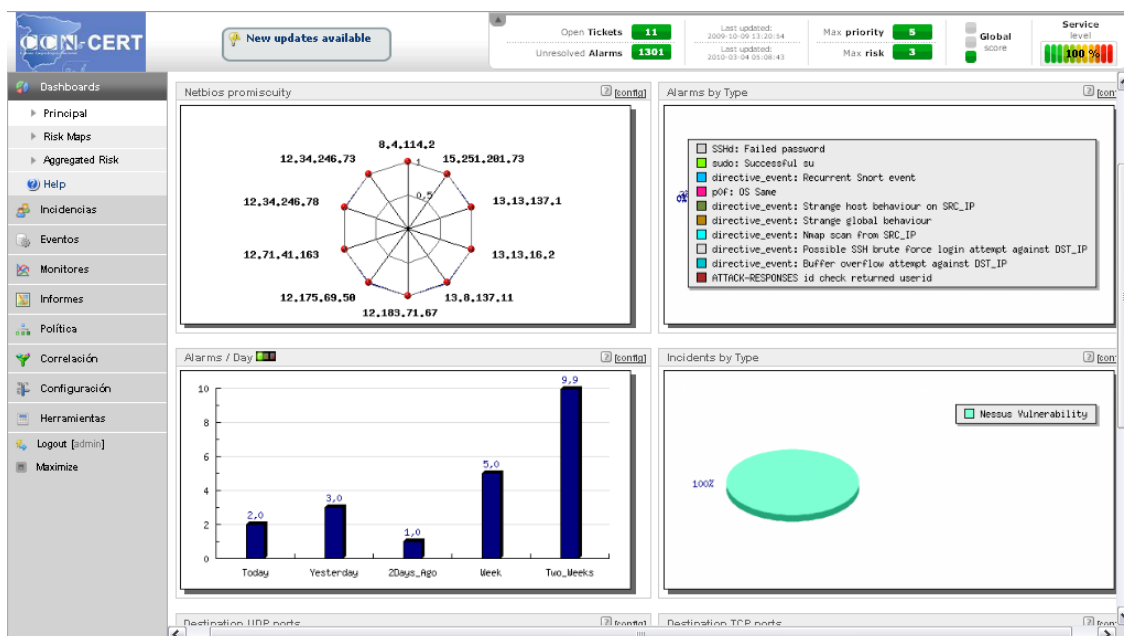 CCN-CERT
New updates available
Open Tickets 11
Unresolved Alarms 1301
Last updated:
2009-10-09 13:20:54
Last updated:
2010-03-04 05:08:43
Max priority 5
Max risk 3
Global
score
Service
level
100 %
Dashboards
Principal
Risk Maps
Aggregated Risk
Help
Incidencias
Eventos
Monitores
Informes
Política
Correlación
Configuración
Herramientas
Logout [admin]
Maximize
Netbios promiscuity
? [config]
8.4.114.2
15.251.201.73
13.13.137.1
13.13.16.2
13.8.137.11
12.183.71.67
12.175.69.50
12.71.41.163
12.34.246.78
12.34.246.73
1
0,5
Alarms by Type
? [con
0%
SSHd: Failed password
sudo: Successful su
directive_event: Recurrent Snort event
p0f: OS Same
directive_event: Strange host behaviour on SRC_IP
directive_event: Strange global behaviour
directive_event: Nmap scan from SRC_IP
directive_event: Possible SSH brute force login attempt against DST_IP
directive_event: Buffer overflow attempt against DST_IP
ATTACK-RESPONSES id check returned userid
Alarms / Day
? [config]
10
8
6
4
2
0
2,0
3,0
1,0
5,0
9,9
Today
Yesterday
2Days_Ago
Week
Two_Weeks
Incidents by Type
? [con
Nessus Vulnerability
100%
Destination UDP ports
? [config]
Destination TCP ports
? [con